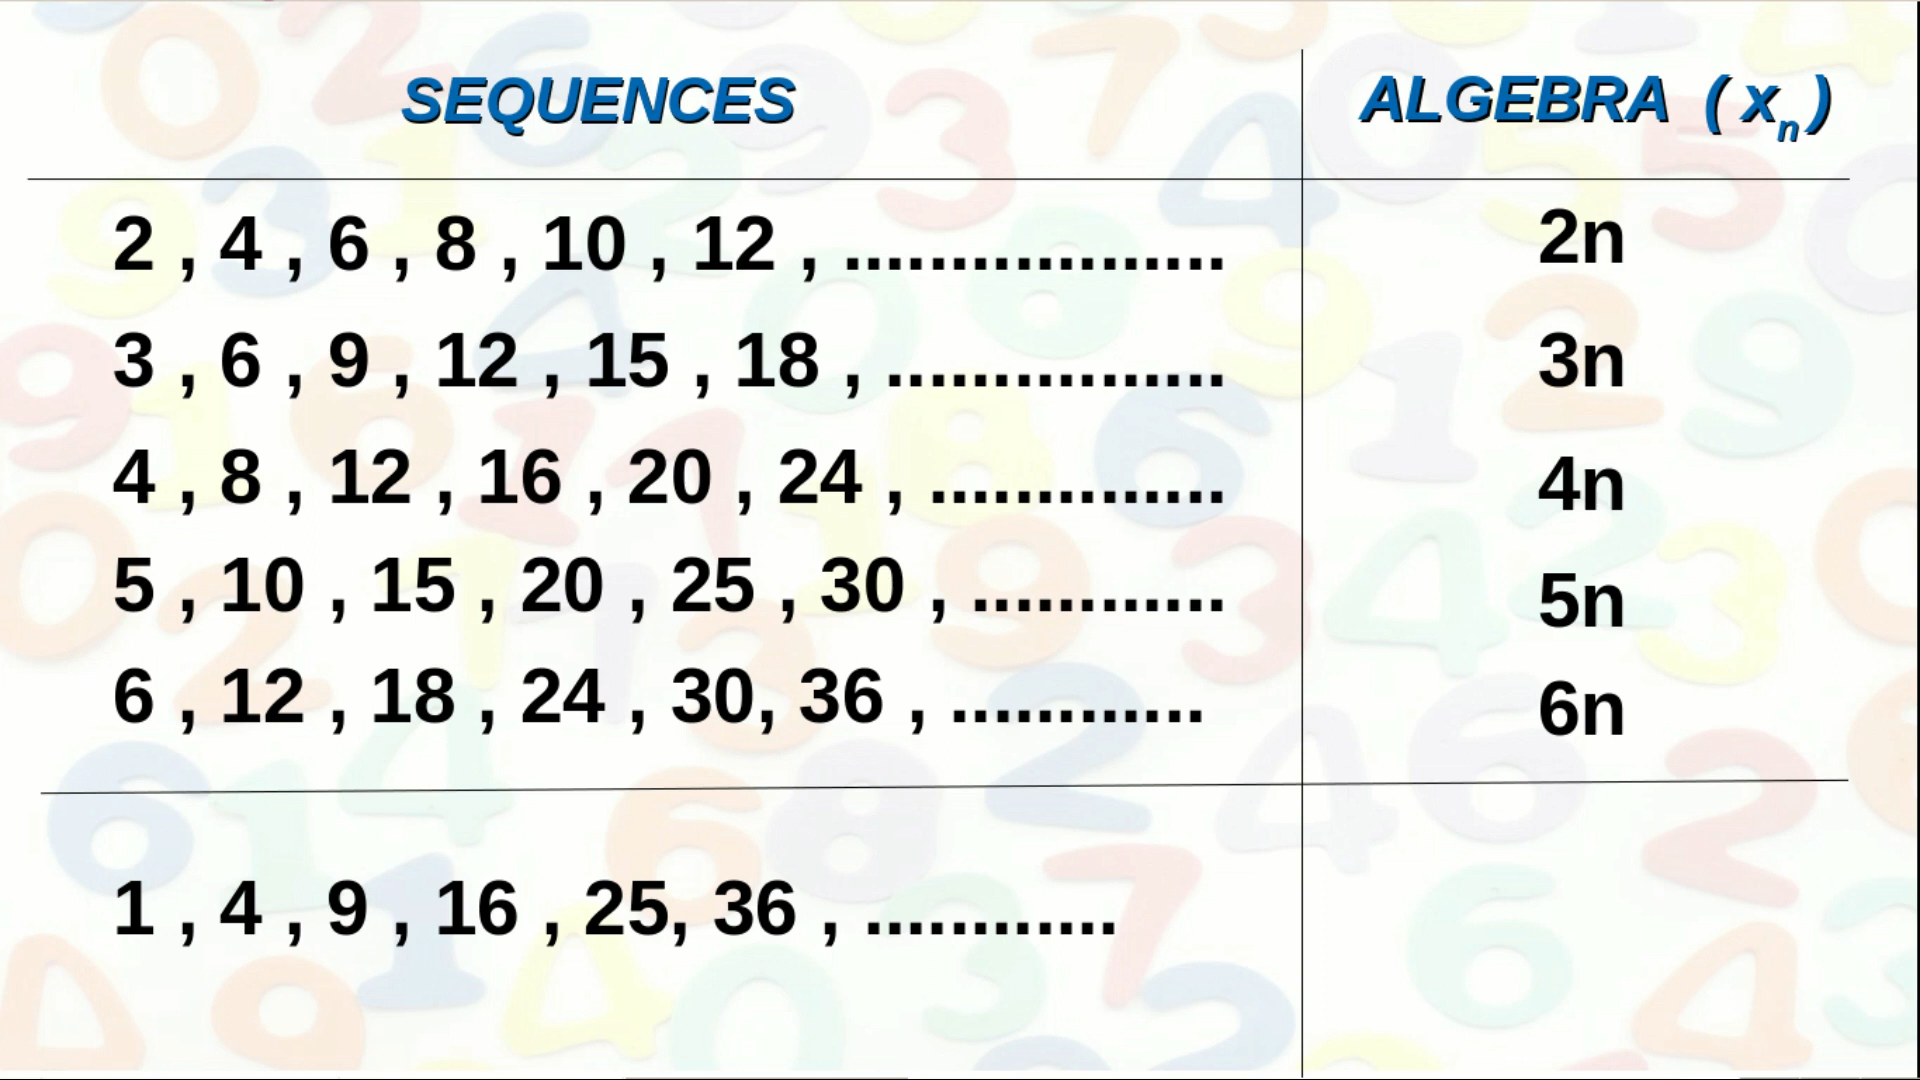 SEQUENCES ALGEBRA ( xn )
2 , 4 , 6 , 8 , 10 , 12 , .................. 2n
3 , 6 , 9 , 12 , 15 , 18 , ................ 3n
4 , 8 , 12 , 16 , 20 , 24 , .............. 4n
5 , 10 , 15 , 20 , 25 , 30 , ............ 5n
6 , 12 , 18 , 24 , 30, 36 , ............ 6n
1 , 4 , 9 , 16 , 25, 36 , ............